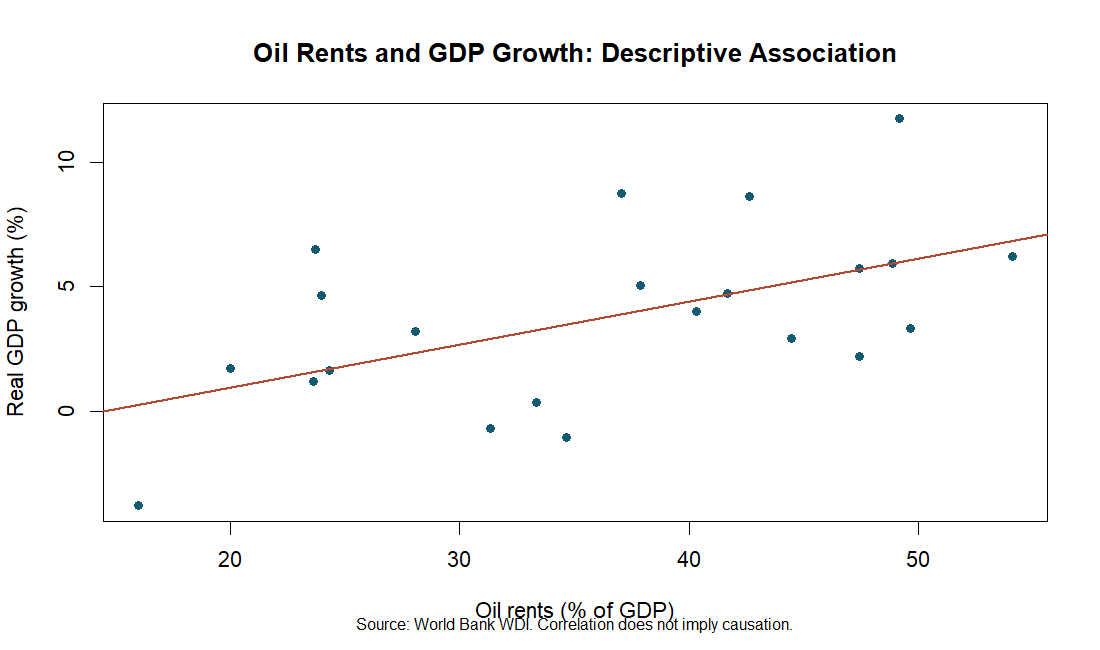 Oil Rents and GDP Growth: Descriptive Association
Real GDP growth (%)
10
5
0
20 30 40 50
Oil rents (% of GDP)
Source: World Bank WDI. Correlation does not imply causation.